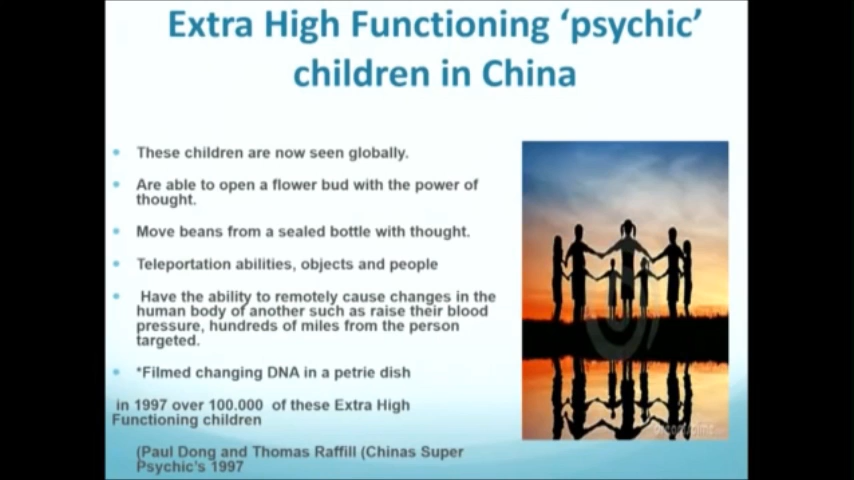 Extra High Functioning ‘psychic’
children in China
These children are now seen globally.
Are able to open a flower bud with the power of
thought.
Move beans from a sealed bottle with thought.
Teleportation abilities, objects and people
Have the ability to remotely cause changes in the
human body of another such as raise their blood
pressure, hundreds of miles from the person
targeted.
*Filmed changing DNA in a petrie dish
in 1997 over 100.000 of these Extra High
Functioning children
(Paul Dong and Thomas Raffill (Chinas Super
Psychic's 1997